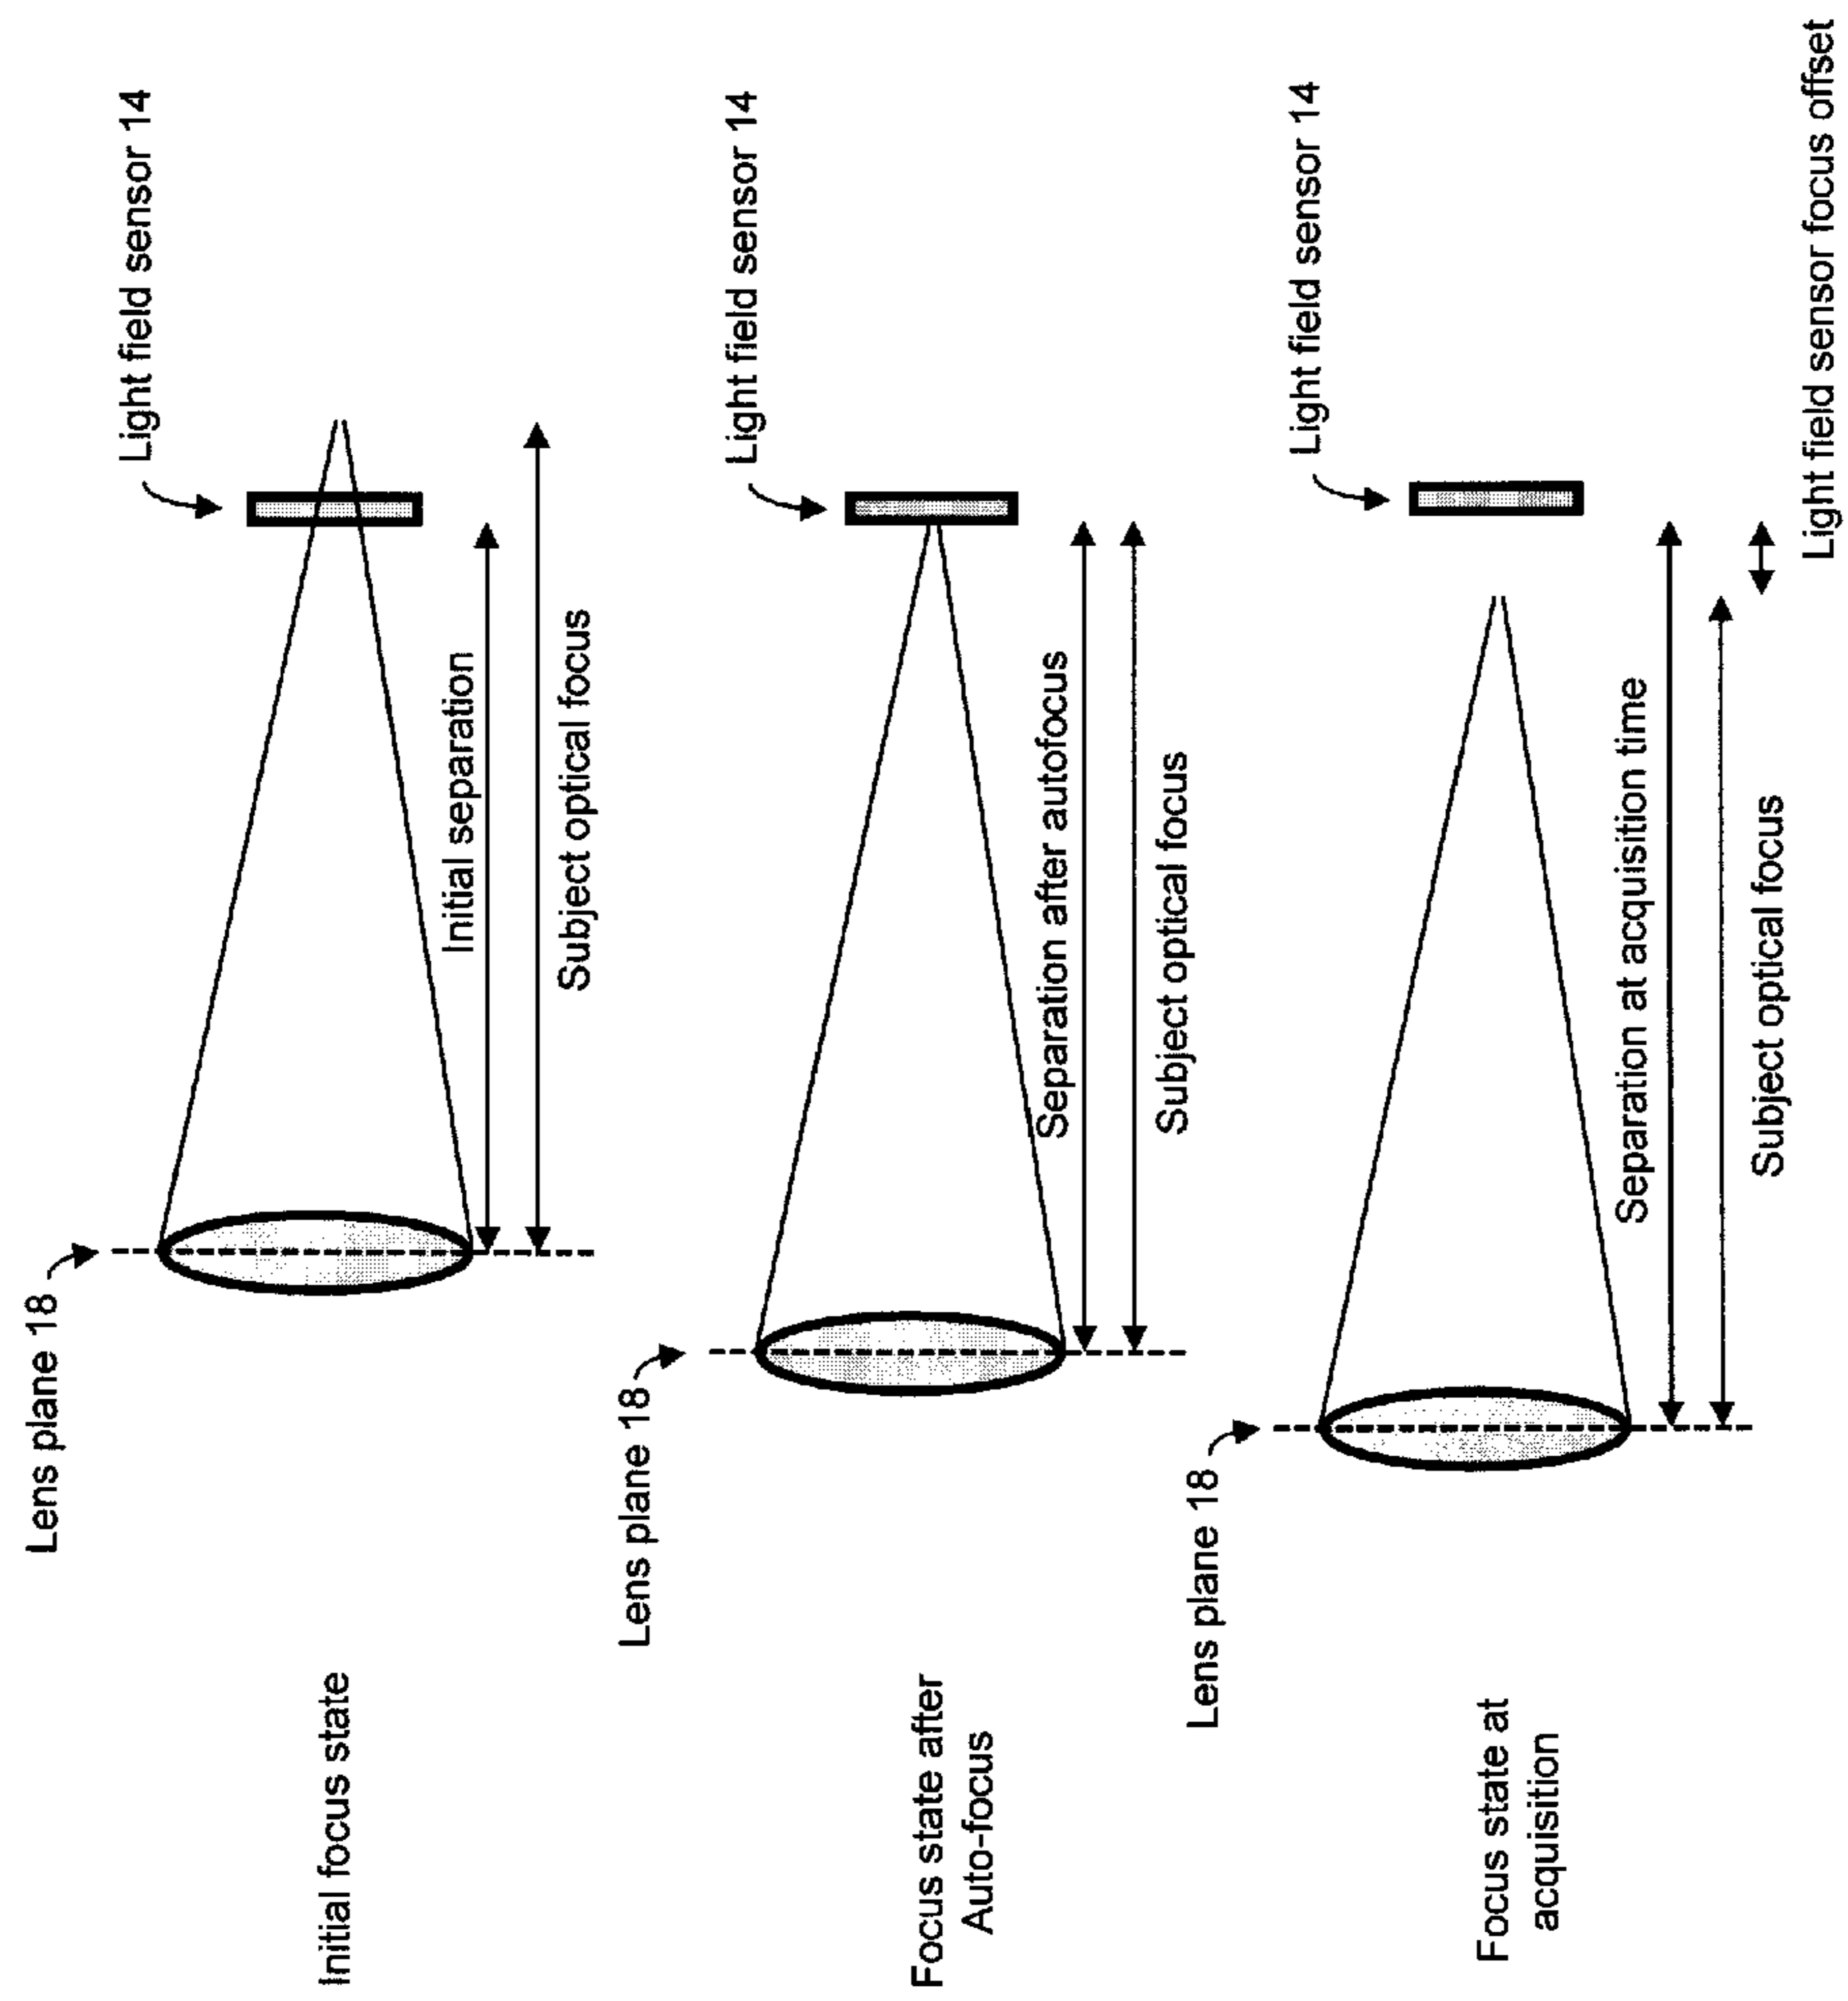 Initial focus state
Lens plane 18
Light field sensor 14
Initial separation
Subject optical focus
Focus state after
Auto-focus
Lens plane 18
Light field sensor 14
Separation after autofocus
Subject optical focus
Focus state at
acquisition
Lens plane 18
Light field sensor 14
Separation at acquisition time
Subject optical focus
Light field sensor focus offset